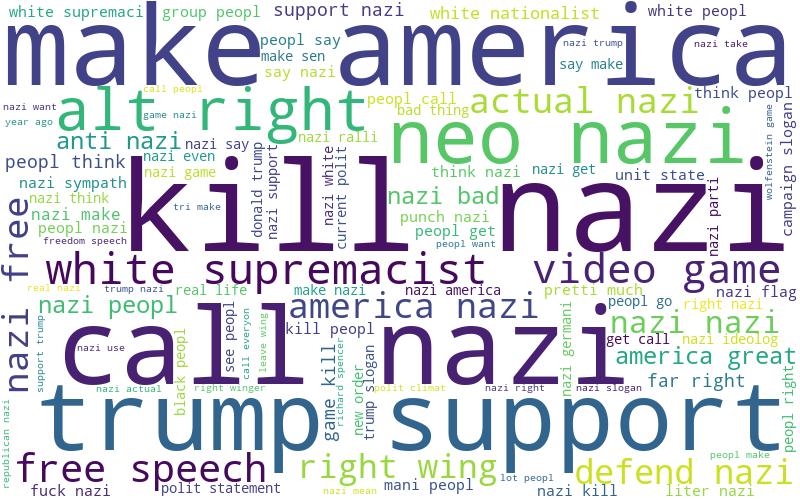 white supremaci
group peopl
support nazi
white nationalist
white peopl
make america
peopl say
make sen
say nazi
nazi trump
nazi take
say make
call peopl
nazi want
year ago
alt right
game nazi
peopl call
bad thing
actual nazi
think peopl
anti nazi
nazi say
nazi ralli
neo nazi
campaign slogan
wolfenstein game
peopl think
nazi even
nazi game
donald trump
nazi support
nazi white
current polit
think nazi
nazi get
unit state
nazi sympath
nazi think
nazi make
peopl nazi
freedom speech
tri make
kill nazi
nazi bad
punch nazi
peopl get
peopl want
nazi parti
nazi free
white supremacist
video game
real nazi
trump nazi
real life
make nazi
nazi america
pretti much
nazi flag
nazi peopl
america nazi
peopl go
right nazi
support trump
nazi use
call nazi
see peopl
call everyon
leave wing
kill peopl
nazi germani
nazi nazi
get call
nazi ideolog
america great
black peopl
game kill
richard spencer
new order
trump slogan
far right
nazi actual
right winger
polit climat
nazi right
nazi slogan
trump support
peopl right
republican nazi
free speech
right wing
defend nazi
peopl make
fuck nazi
polit statement
nazi mean
mani peopl
lot peopl
nazi kill
liter nazi